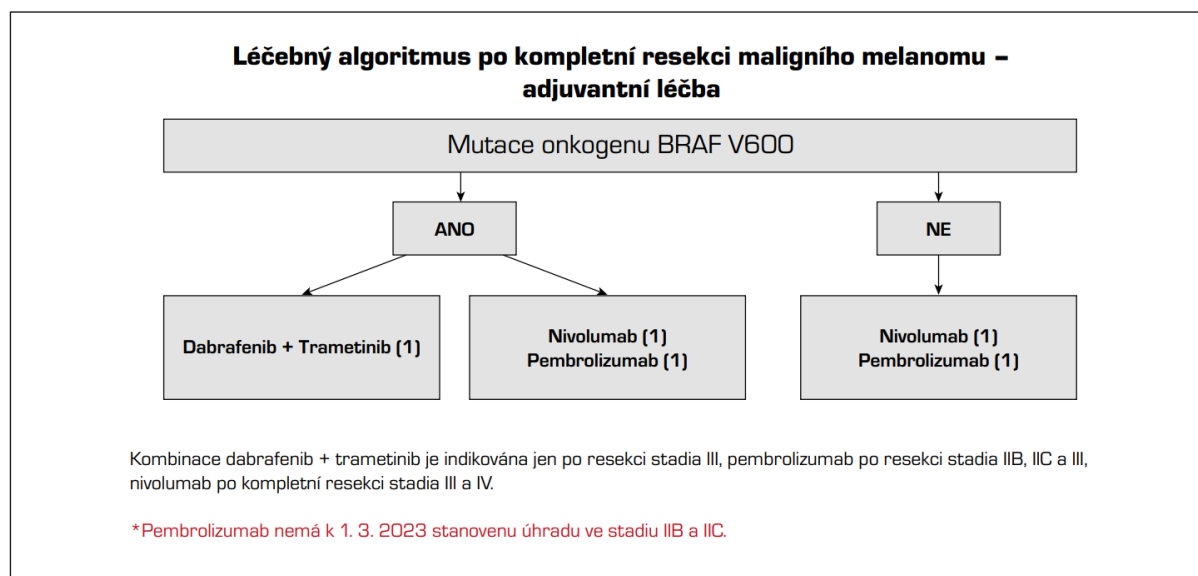 Léčebný algoritmus po kompletní resekci maligního melanomu –
adjuvantní léčba
Mutace onkogenu BRAF V600
ANO
NE
Dabrafenib + Trametinib (1)
Nivolumab (1)
Pembrolizumab (1)
Nivolumab (1)
Pembrolizumab (1)
Kombinace dabrafenib + trametinib je indikována jen po resekci stadia III, pembrolizumab po resekci stadia IIB, IIC a III,
nivolumab po kompletní resekci stadia III a IV.
*Pembrolizumab nemá k 1. 3. 2023 stanovenu úhradu ve stadiu IIB a IIC.